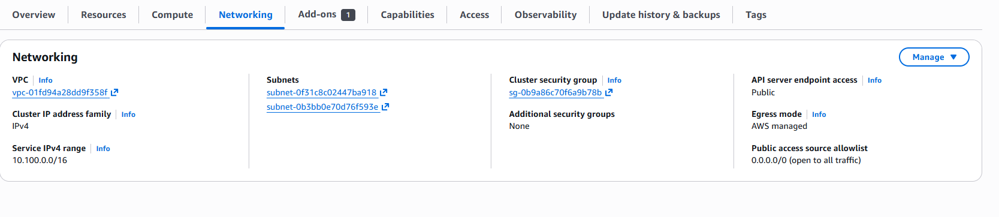 Overview Resources Compute Networking Add-ons 1 Capabilities Access Observability Update history & backups Tags
Networking
Manage
VPC Info
vpc-01fd94a28dd9f358f
Cluster IP address family Info
IPv4
Service IPv4 range Info
10.100.0.0/16
Subnets
subnet-0f31c8c02447ba918
subnet-0b3bb0e70d76f593e
Cluster security group Info
sg-0b9a86c70f6a9b78b
Additional security groups
None
API server endpoint access Info
Public
Egress mode Info
AWS managed
Public access source allowlist
0.0.0.0/0 (open to all traffic)